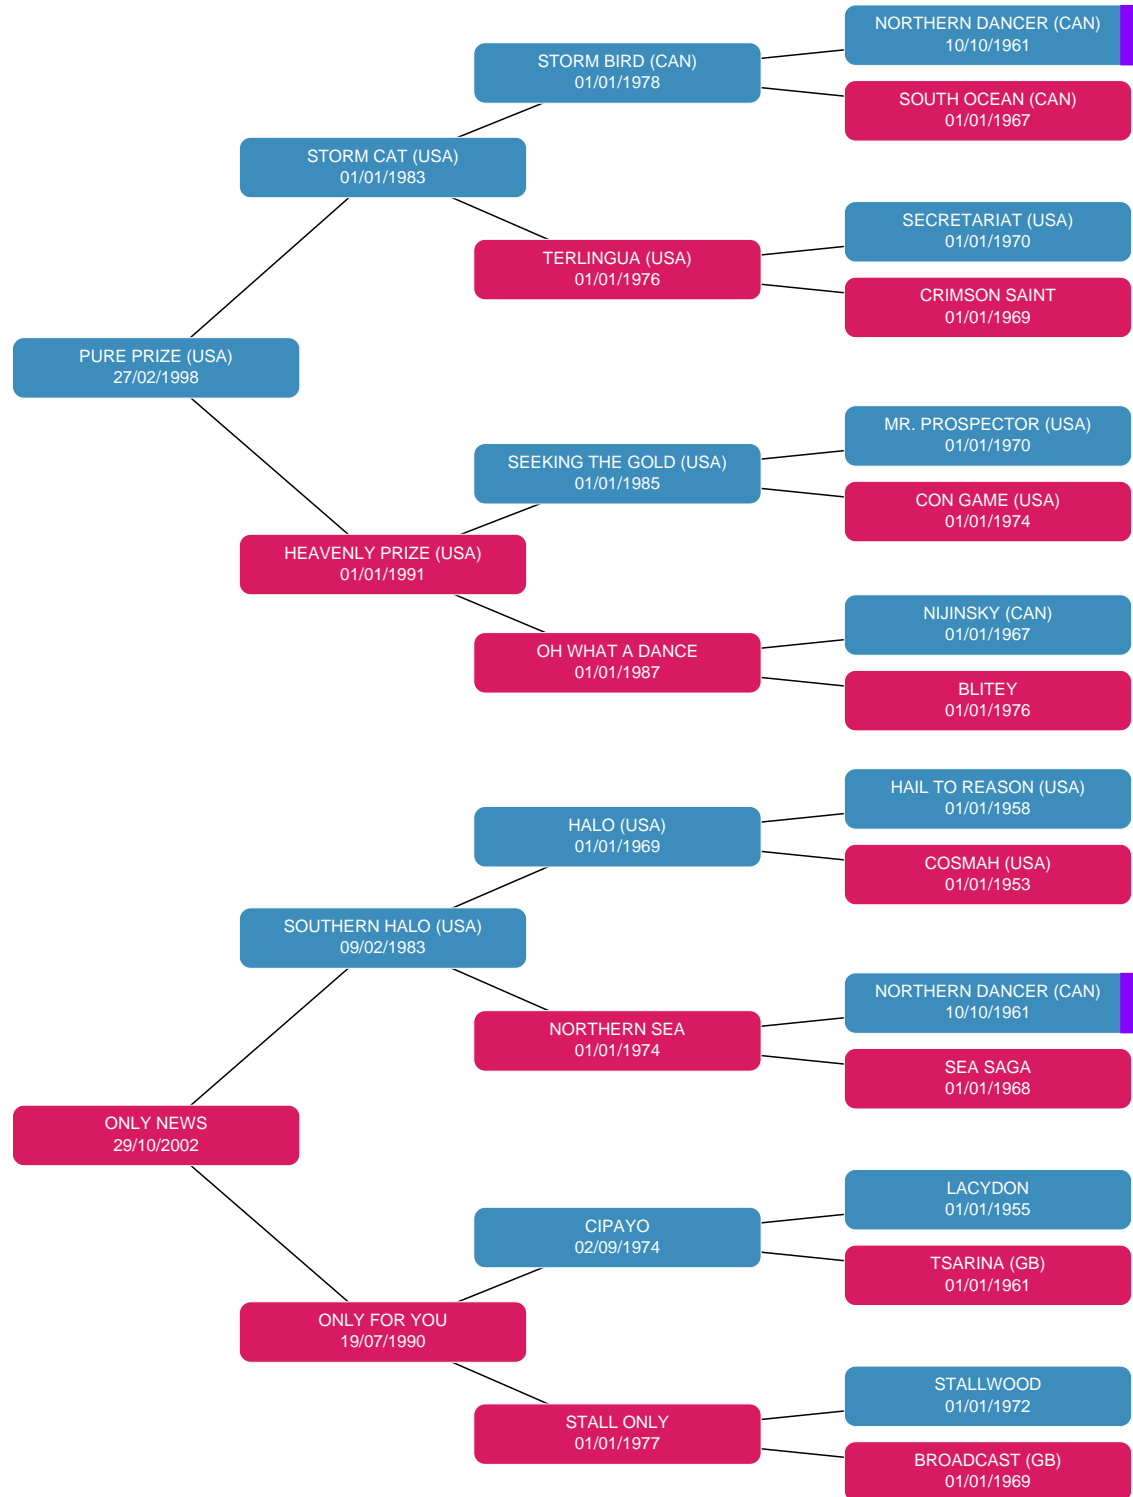 NORTHERN DANCER (CAN)
10/10/1961
STORM BIRD (CAN)
01/01/1978
SOUTH OCEAN (CAN)
01/01/1967
STORM CAT (USA)
01/01/1983
SECRETARIAT (USA)
01/01/1970
TERLINGUA (USA)
01/01/1976
CRIMSON SAINT
01/01/1969
PURE PRIZE (USA)
27/02/1998
MR. PROSPECTOR (USA)
01/01/1970
SEEKING THE GOLD (USA)
01/01/1985
CON GAME (USA)
01/01/1974
HEAVENLY PRIZE (USA)
01/01/1991
NIJINSKY (CAN)
01/01/1967
OH WHAT A DANCE
01/01/1987
BLITEY
01/01/1976
HAIL TO REASON (USA)
01/01/1958
HALO (USA)
01/01/1969
COSMAH (USA)
01/01/1953
SOUTHERN HALO (USA)
09/02/1983
NORTHERN DANCER (CAN)
10/10/1961
NORTHERN SEA
01/01/1974
SEA SAGA
01/01/1968
ONLY NEWS
29/10/2002
LACYDON
01/01/1955
CIPAYO
02/09/1974
TSARINA (GB)
01/01/1961
ONLY FOR YOU
19/07/1990
STALLWOOD
01/01/1972
STALL ONLY
01/01/1977
BROADCAST (GB)
01/01/1969